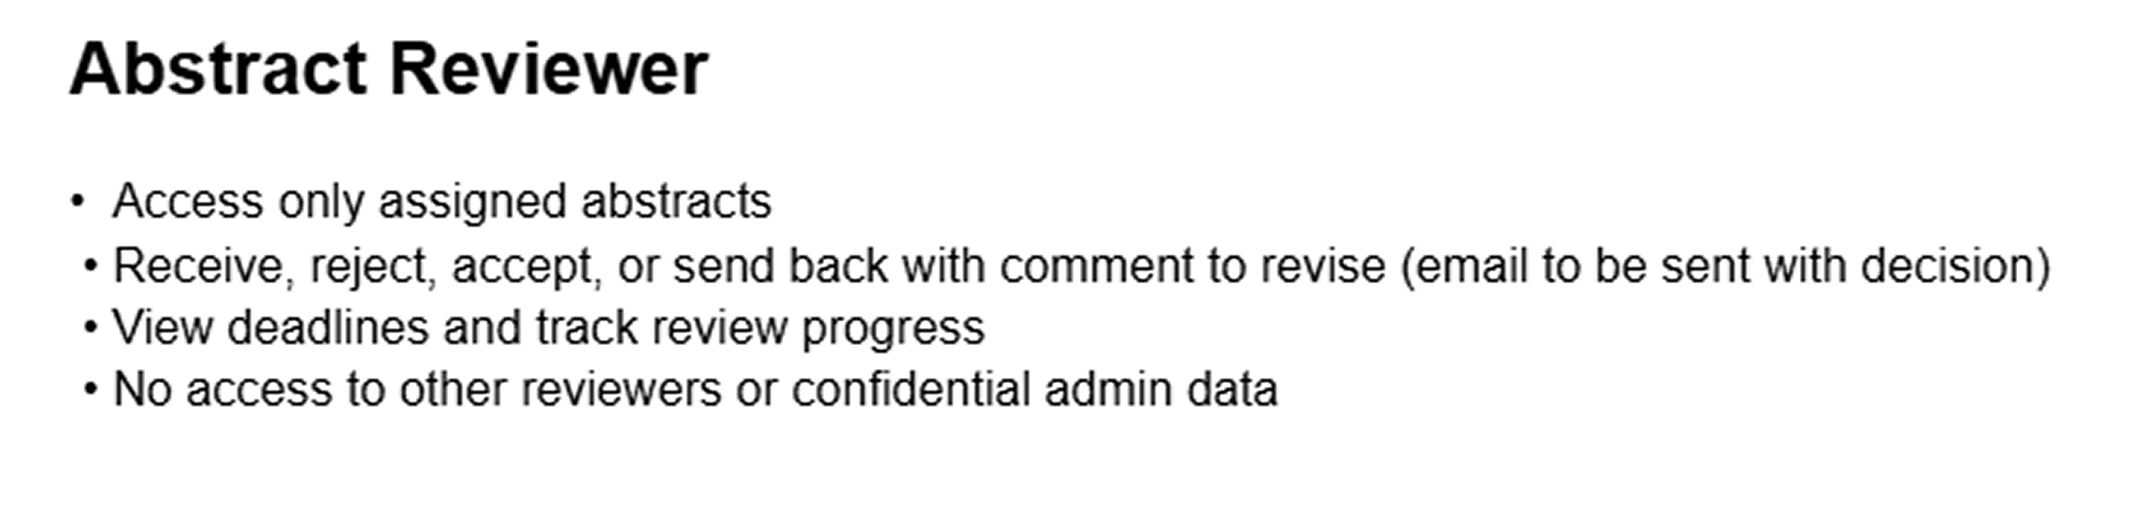 Abstract Reviewer
• Access only assigned abstracts
• Receive, reject, accept, or send back with comment to revise (email to be sent with decision)
• View deadlines and track review progress
• No access to other reviewers or confidential admin data